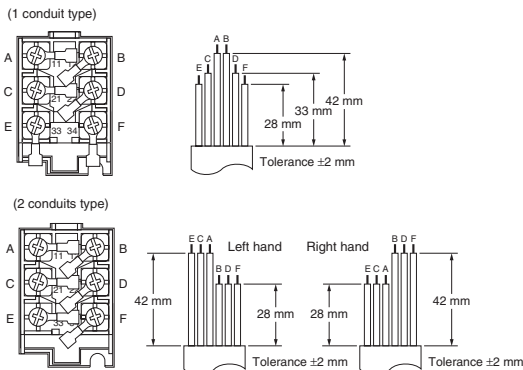 (1 conduit type)
A B
C D
E F
11
21
33 34
A B
C D
E F
42 mm
33 mm
28 mm
Tolerance ±2 mm
(2 conduits type)
A B
C D
E F
11
21
33
E C A
Left hand
B D F
42 mm
28 mm
Tolerance ±2 mm
Right hand
B D F
E C A
28 mm
42 mm
Tolerance ±2 mm